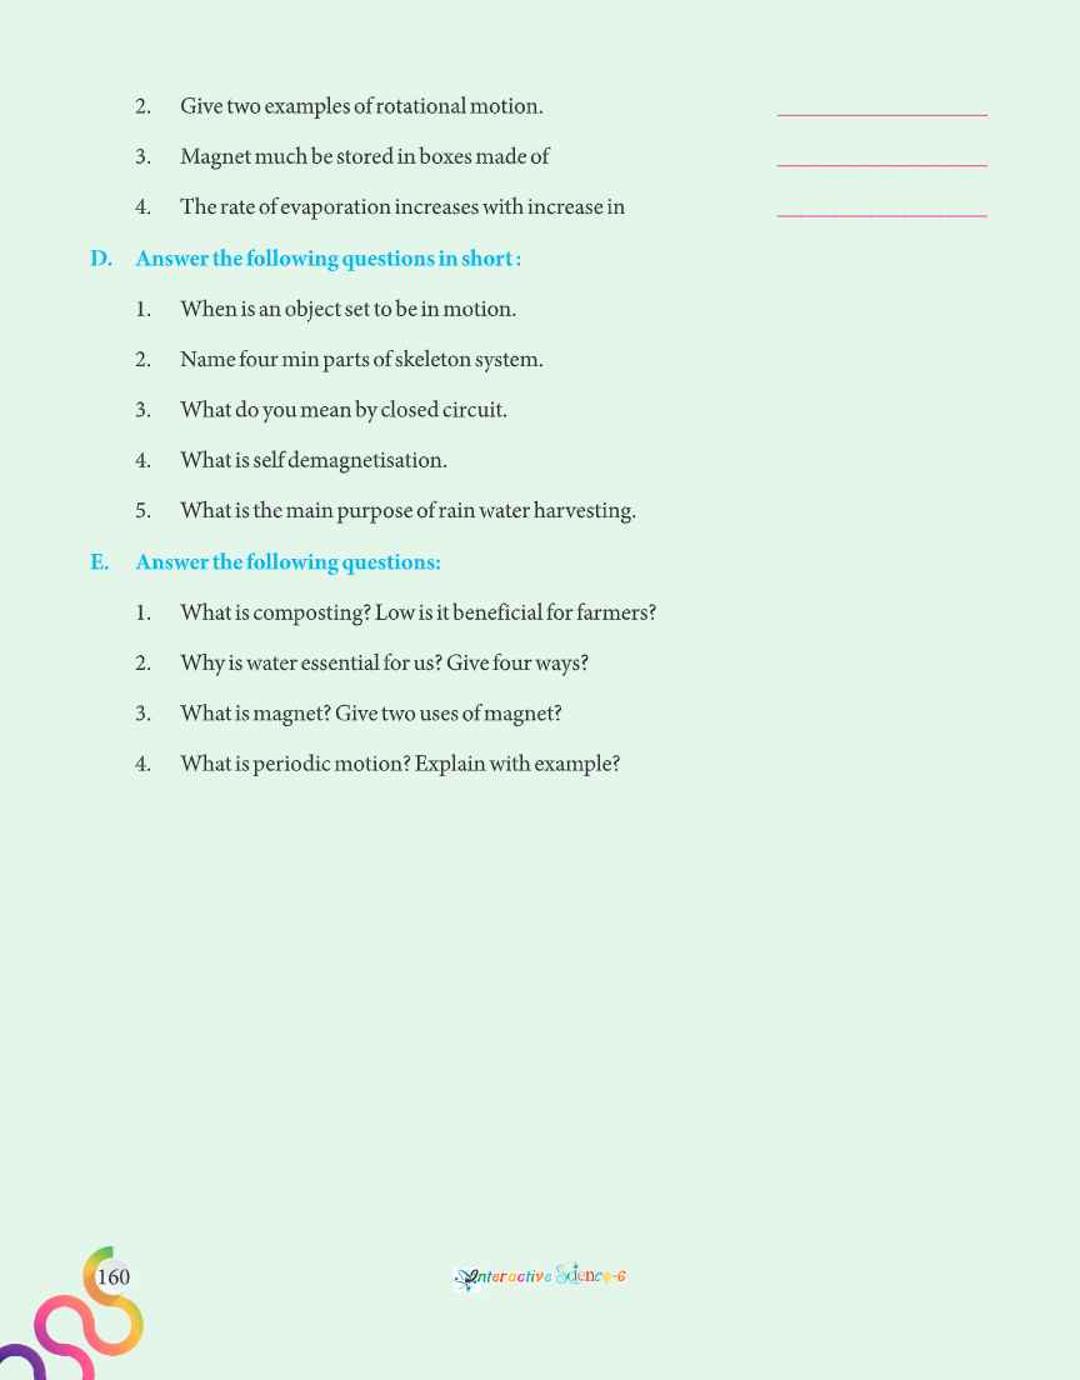 2. Give two examples of rotational motion.
3. Magnet much be stored in boxes made of
4. The rate of evaporation increases with increase in
D. Answer the following questions in short :
1. When is an object set to be in motion.
2. Name four min parts of skeleton system.
3. What do you mean by closed circuit.
4. What is self demagnetisation.
5. What is the main purpose of rain water harvesting.
E. Answer the following questions:
1. What is composting? Low is it beneficial for farmers?
2. Why is water essential for us? Give four ways?
3. What is magnet? Give two uses of magnet?
4. What is periodic motion? Explain with example?
160
Interactive Science-6